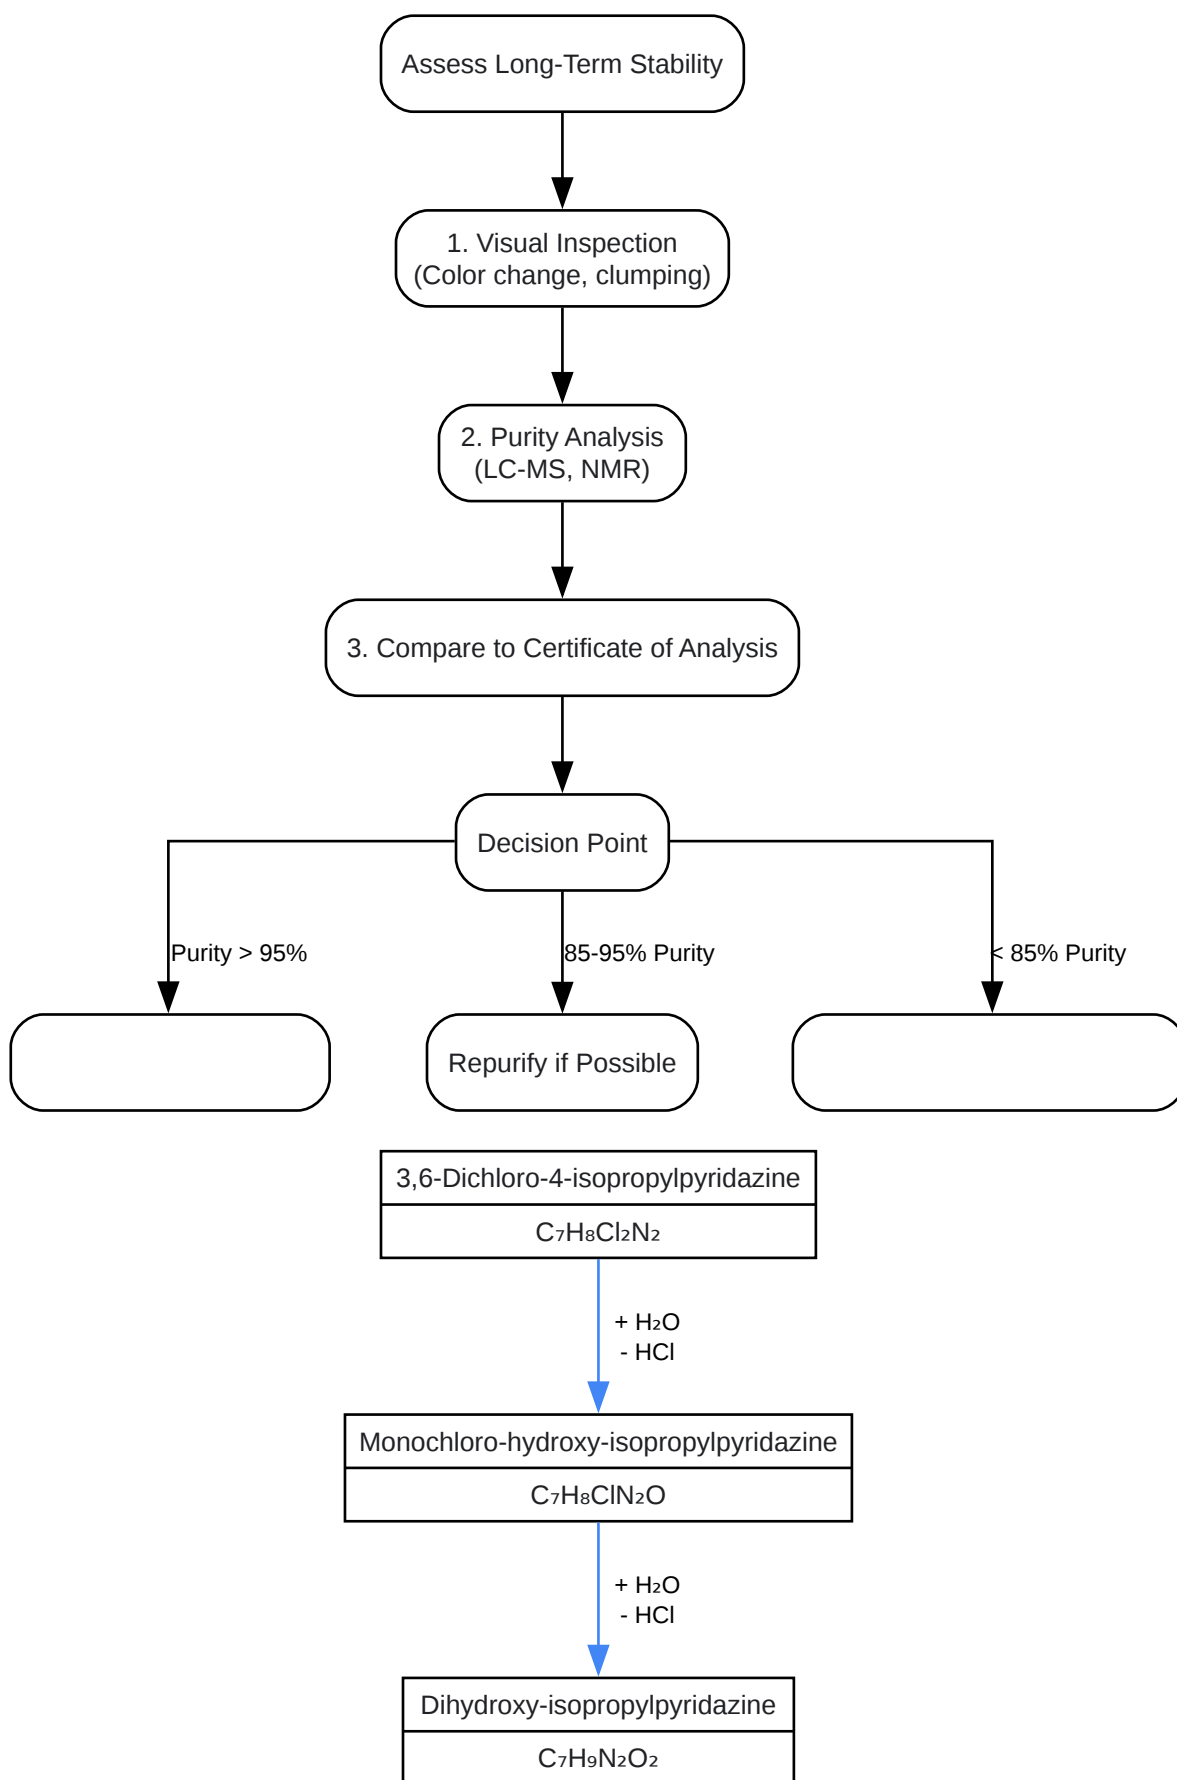 Assess Long-Term Stability
1. Visual Inspection
(Color change, clumping)
2. Purity Analysis
(LC-MS, NMR)
3. Compare to Certificate of Analysis
Decision Point
Purity > 95%
85-95% Purity
< 85% Purity
Repurify if Possible
3,6-Dichloro-4-isopropylpyridazine
C₇H₈Cl₂N₂
+ H₂O
- HCl
Monochloro-hydroxy-isopropylpyridazine
C₇H₈ClN₂O
+ H₂O
- HCl
Dihydroxy-isopropylpyridazine
C₇H₉N₂O₂